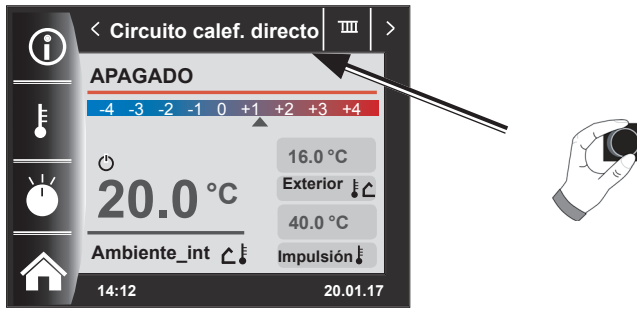 < Circuito calef. directo >
APAGADO
-4 -3 -2 -1 0 +1 +2 +3 +4
16.0 °C
Exterior
20.0 °C
40.0 °C
Ambiente_int
Impulsión
14:12 20.01.17